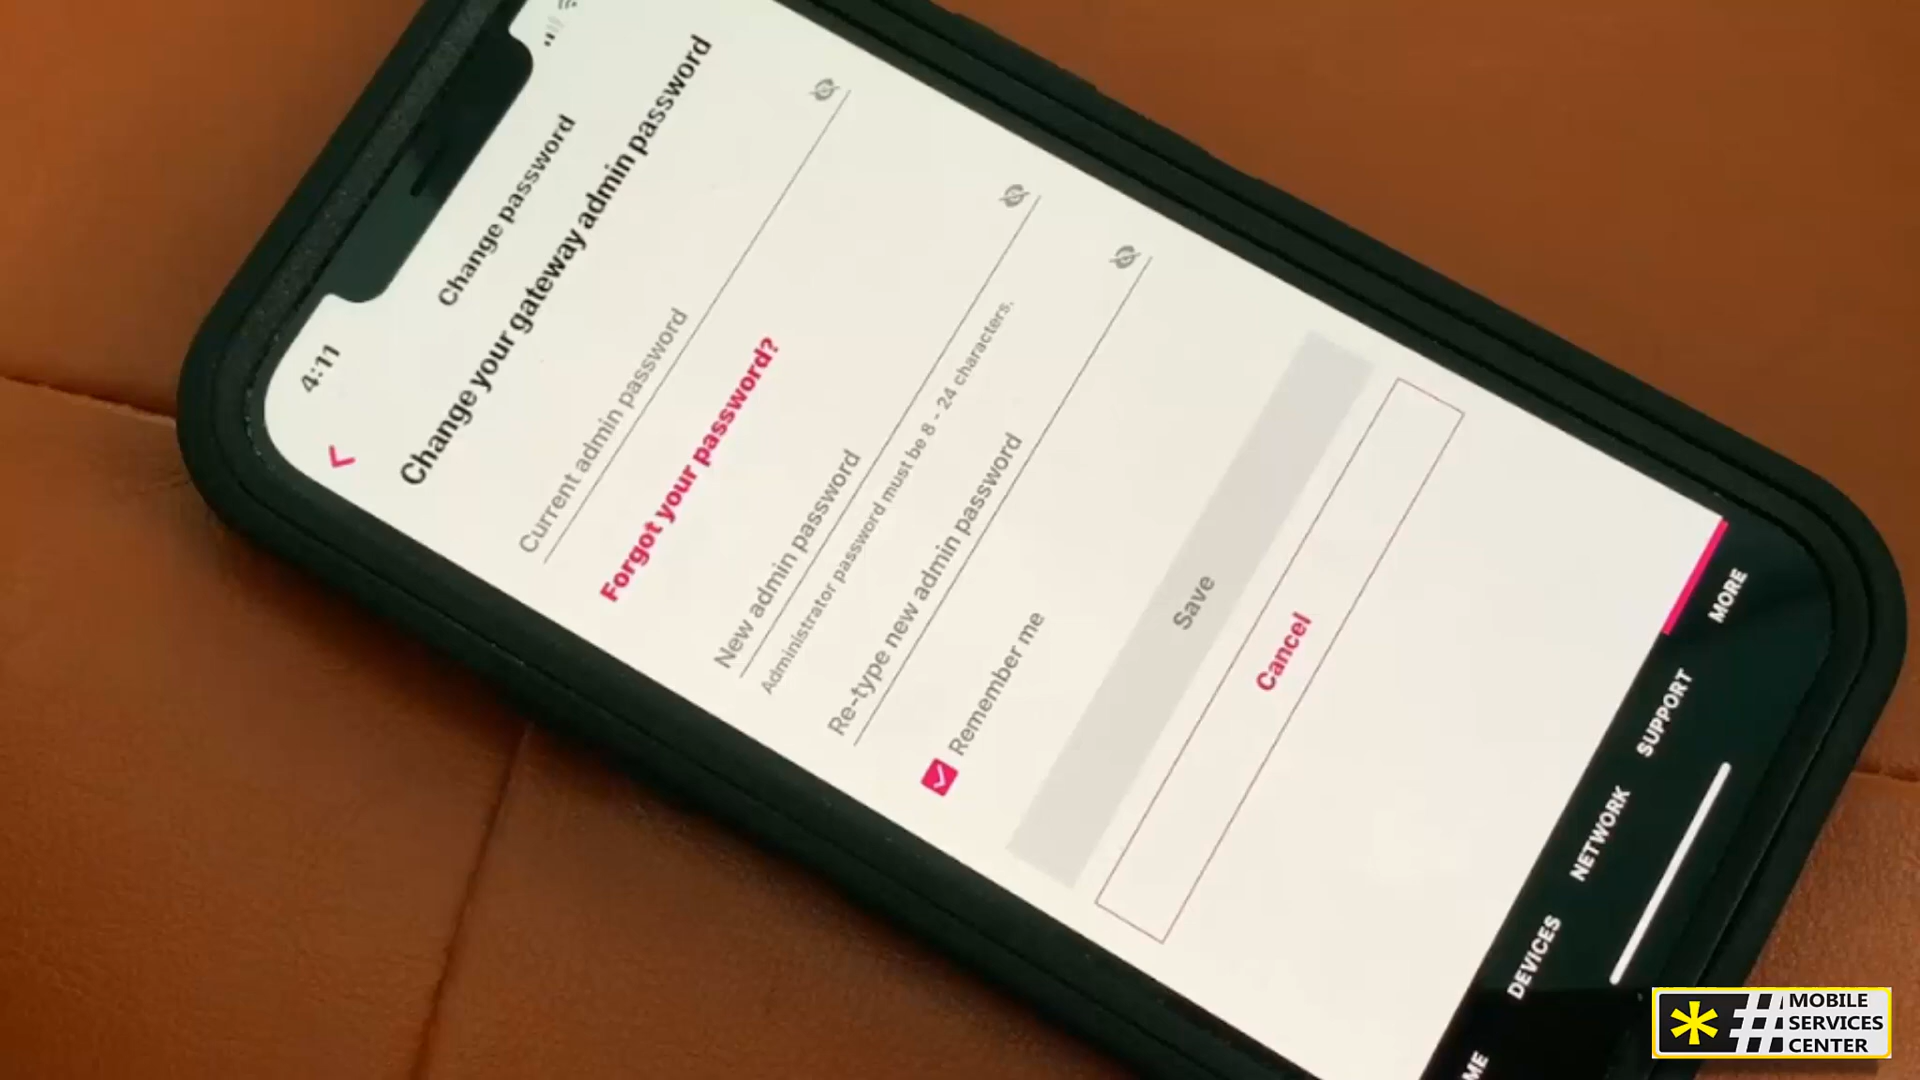 4:11
Change password
Change your gateway admin password
Current admin password
Forgot your password?
New admin password
Administrator password must be 8 - 24 characters.
Re-type new admin password
Remember me
Save
Cancel
ME
DEVICES
NETWORK
SUPPORT
MORE
*#
MOBILE
SERVICES
CENTER